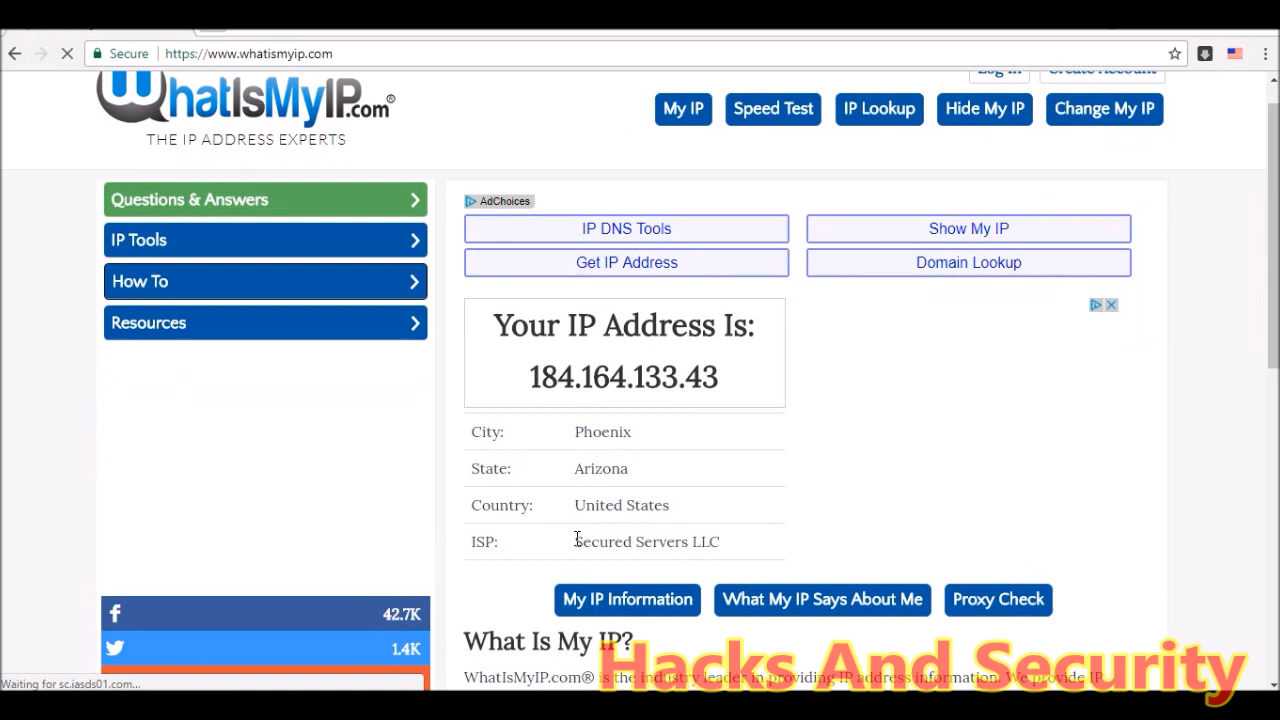 Secure https://www.whatismyip.com
WhatIsMyIP.com®
THE IP ADDRESS EXPERTS
Log In Create Account
My IP Speed Test IP Lookup Hide My IP Change My IP
Questions & Answers
IP Tools
How To
Resources
AdChoices
IP DNS Tools Show My IP
Get IP Address Domain Lookup
Your IP Address Is:
184.164.133.43
City: Phoenix
State: Arizona
Country: United States
ISP: Secured Servers LLC
My IP Information What My IP Says About Me Proxy Check
42.7K
1.4K
What Is My IP?
WhatIsMyIP.com® is the industry leader in providing IP address information. We provide IP
Hacks And Security
Waiting for sc.iasds01.com...